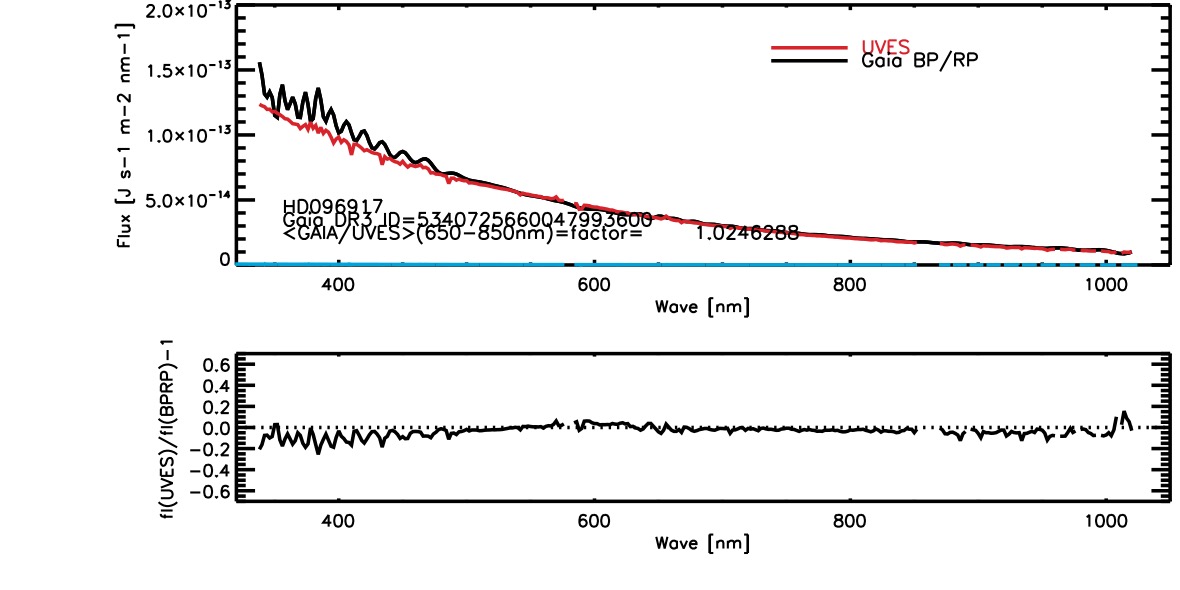 2.0×10−13
1.5×10−13
1.0×10−13
5.0×10−14
0
Flux [J s−1 m−2 nm−1]
UVES
Gaia BP/RP
HD096917
Gaia DR3 ID=5340725660047993600
<GAIA/UVES>(650−850nm)=factor= 1.0246288
400 600 800 1000
Wave [nm]
0.6
0.4
0.2
0.0
−0.2
−0.4
−0.6
fl(UVES)/fl(BPRP)−1
400 600 800 1000
Wave [nm]